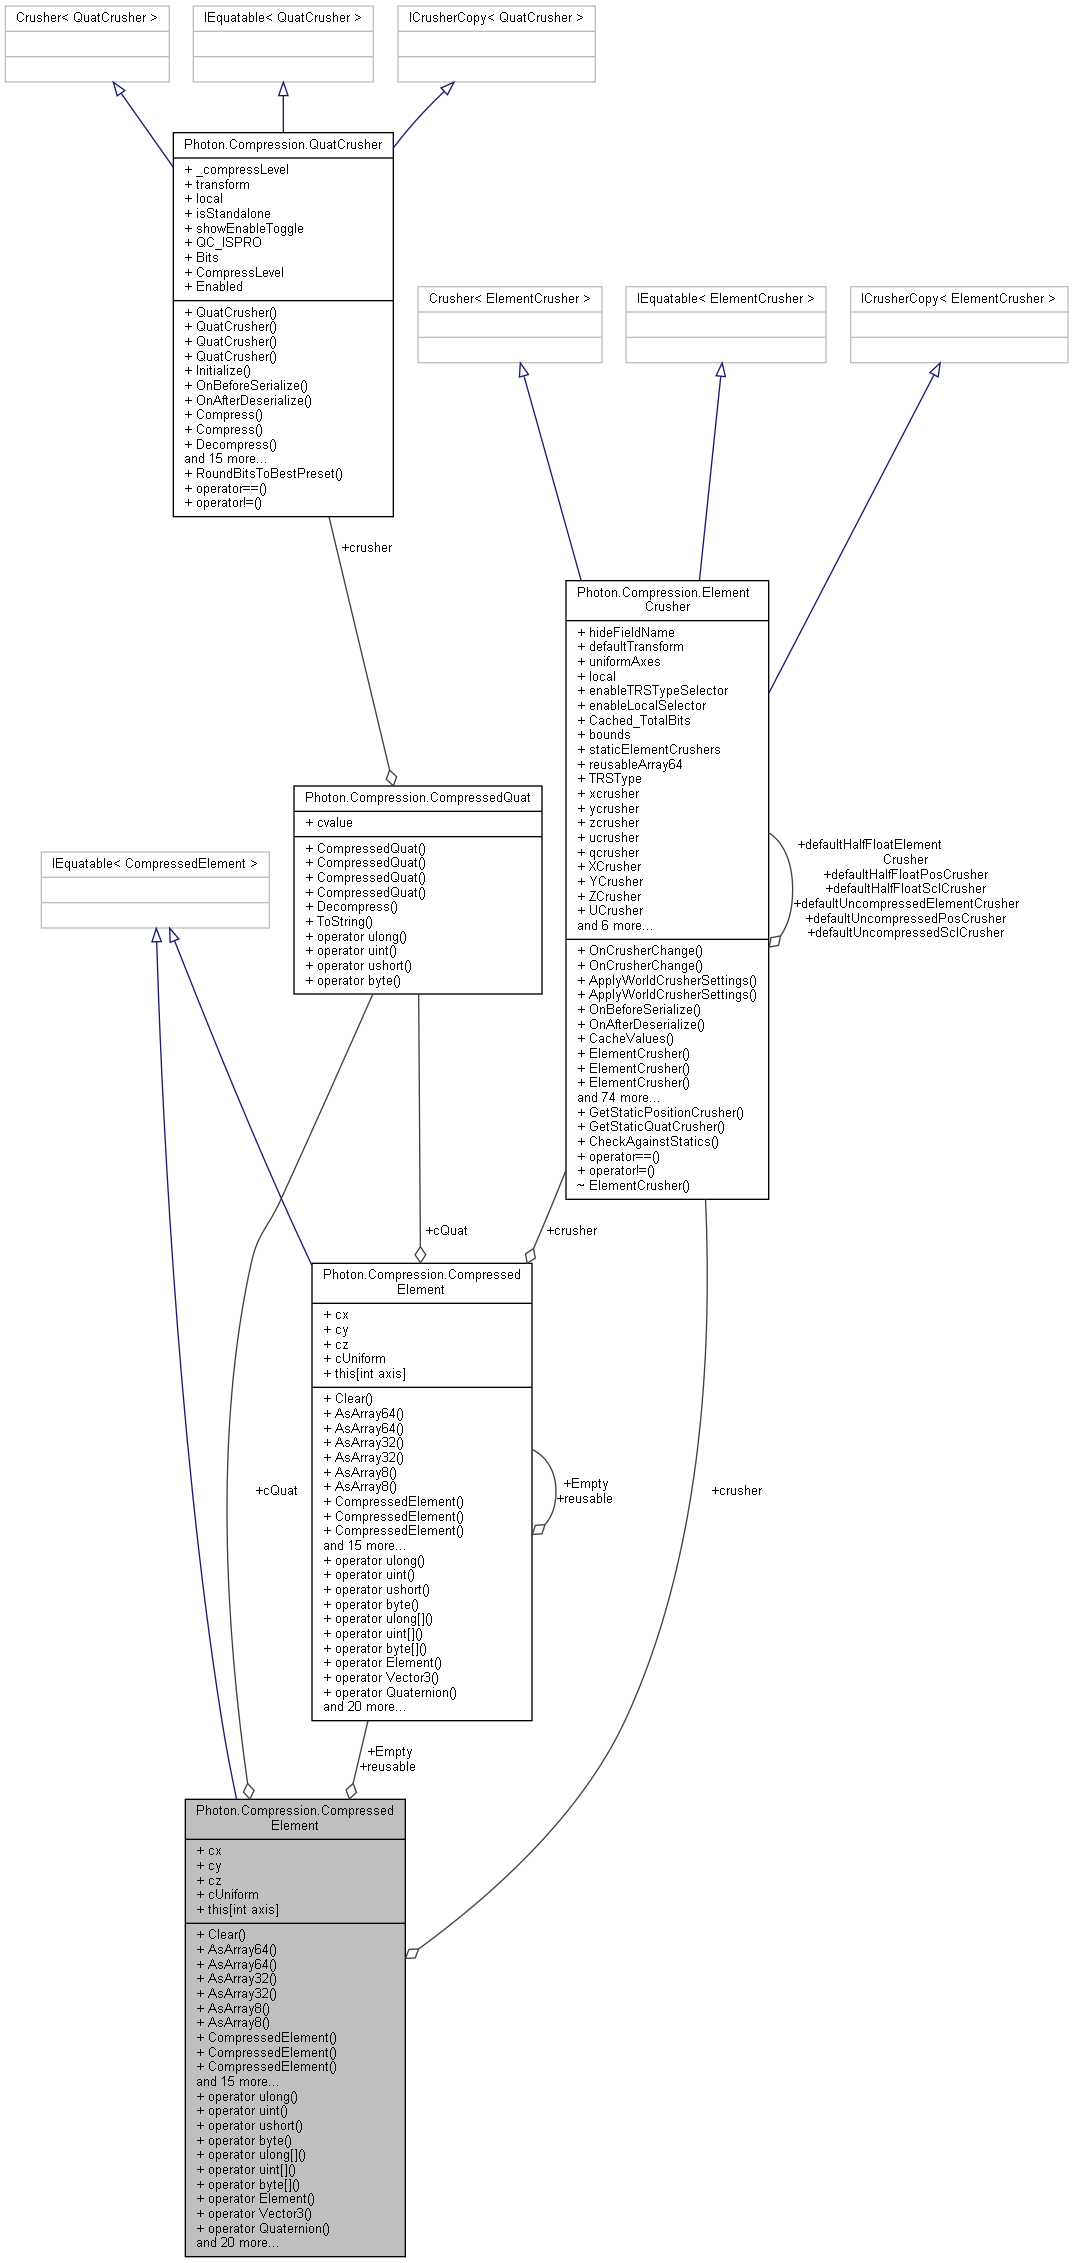 Crusher< QuatCrusher >
IEquatable< QuatCrusher >
ICrusherCopy< QuatCrusher >
Photon.Compression.QuatCrusher
+ _compressLevel
+ transform
+ local
+ isStandalone
+ showEnableToggle
+ QC_ISPRO
+ Bits
+ CompressLevel
+ Enabled
+ QuatCrusher()
+ QuatCrusher()
+ QuatCrusher()
+ QuatCrusher()
+ Initialize()
+ OnBeforeSerialize()
+ OnAfterDeserialize()
+ Compress()
+ Compress()
+ Decompress()
and 15 more...
+ RoundBitsToBestPreset()
+ operator==()
+ operator!=()
Crusher< ElementCrusher >
IEquatable< ElementCrusher >
ICrusherCopy< ElementCrusher >
+crusher
Photon.Compression.Element
Crusher
+ hideFieldName
+ defaultTransform
+ uniformAxes
+ local
+ enableTRSTypeSelector
+ enableLocalSelector
+ Cached_TotalBits
+ bounds
+ staticElementCrushers
+ reusableArray64
+ TRSType
+ xcrusher
+ ycrusher
+ zcrusher
+ ucrusher
+ qcrusher
+ XCrusher
+ YCrusher
+ ZCrusher
+ UCrusher
and 6 more...
+ OnCrusherChange()
+ OnCrusherChange()
+ ApplyWorldCrusherSettings()
+ ApplyWorldCrusherSettings()
+ OnBeforeSerialize()
+ OnAfterDeserialize()
+ CacheValues()
+ ElementCrusher()
+ ElementCrusher()
+ ElementCrusher()
and 74 more...
+ GetStaticPositionCrusher()
+ GetStaticQuatCrusher()
+ CheckAgainstStatics()
+ operator==()
+ operator!=()
~ ElementCrusher()
+defaultHalfFloatElement
Crusher
+defaultHalfFloatPosCrusher
+defaultHalfFloatSclCrusher
+defaultUncompressedElementCrusher
+defaultUncompressedPosCrusher
+defaultUncompressedSclCrusher
Photon.Compression.CompressedQuat
+ cvalue
+ CompressedQuat()
+ CompressedQuat()
+ CompressedQuat()
+ CompressedQuat()
+ Decompress()
+ ToString()
+ operator ulong()
+ operator uint()
+ operator ushort()
+ operator byte()
IEquatable< CompressedElement >
+cQuat
+crusher
Photon.Compression.Compressed
Element
+ cx
+ cy
+ cz
+ cUniform
+ this[int axis]
+ Clear()
+ AsArray64()
+ AsArray64()
+ AsArray32()
+ AsArray32()
+ AsArray8()
+ AsArray8()
+ CompressedElement()
+ CompressedElement()
+ CompressedElement()
and 15 more...
+ operator ulong()
+ operator uint()
+ operator ushort()
+ operator byte()
+ operator ulong[]()
+ operator uint[]()
+ operator byte[]()
+ operator Element()
+ operator Vector3()
+ operator Quaternion()
and 20 more...
+Empty
+reusable
+cQuat
+crusher
+Empty
+reusable
Photon.Compression.Compressed
Element
+ cx
+ cy
+ cz
+ cUniform
+ this[int axis]
+ Clear()
+ AsArray64()
+ AsArray64()
+ AsArray32()
+ AsArray32()
+ AsArray8()
+ AsArray8()
+ CompressedElement()
+ CompressedElement()
+ CompressedElement()
and 15 more...
+ operator ulong()
+ operator uint()
+ operator ushort()
+ operator byte()
+ operator ulong[]()
+ operator uint[]()
+ operator byte[]()
+ operator Element()
+ operator Vector3()
+ operator Quaternion()
and 20 more...